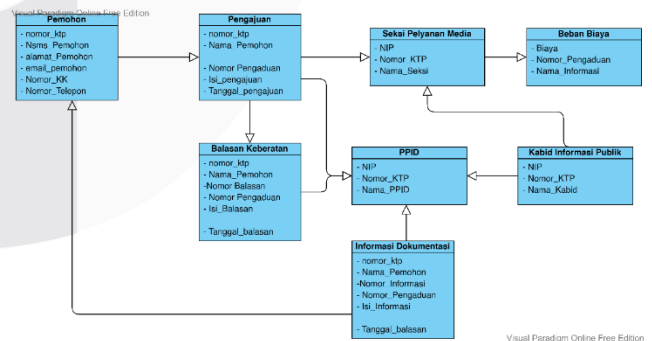 Visual Paradigm Online Free Edition
Pemohon
- nomor_ktp
- Nsms_Pemohon
- alamat_Pemohon
- email_pemohon
- Nomor_KK
- Nomor_Telepon
Pengajuan
- nomor_ktp
- Nama_Pemohon
- Nomor Pengaduan
- Isi_pengajuan
- Tanggal_pengajuan
Seksi Pelyanan Media
- NIP
- Nomor_KTP
- Nama_Seksi
Beban Biaya
- Biaya
- Nomor_Pengaduan
- Nama_Informasi
Balasan Keberatan
- nomor_ktp
- Nama_Pemohon
-Nomor Balasan
- Nomor Pengaduan
- Isi_Balasan
- Tanggal_balasan
PPID
- NIP
- Nomor_KTP
- Nama_PPID
Kabid Informasi Publik
- NIP
- Nomor_KTP
- Nama_Kabid
Informasi Dokumentasi
- nomor_ktp
- Nama_Pemohon
-Nomor_Informasi
- Nomor_Pengaduan
- Isi_Informasi
- Tanggal_balasan
Visual Paradigm Online Free Edition